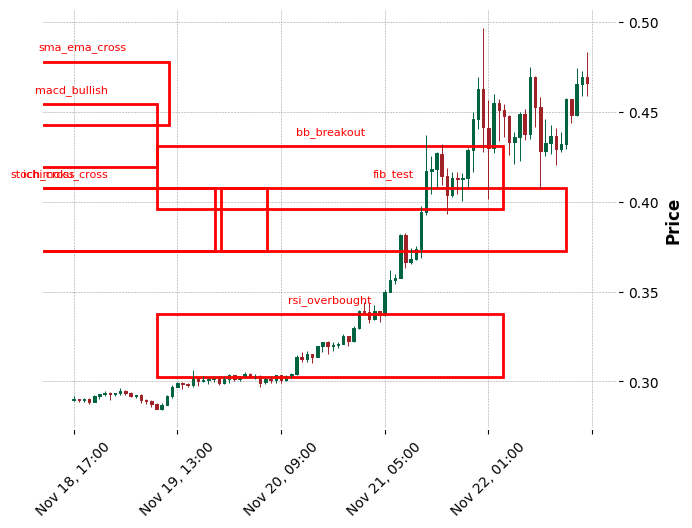 0.50
sma_ema_cross
macd_bullish
0.45
bb_breakout
fib_test
0.40
Price
0.35
rsi_overbought
0.30
Nov 18, 17:00
Nov 19, 13:00
Nov 20, 09:00
Nov 21, 05:00
Nov 22, 01:00